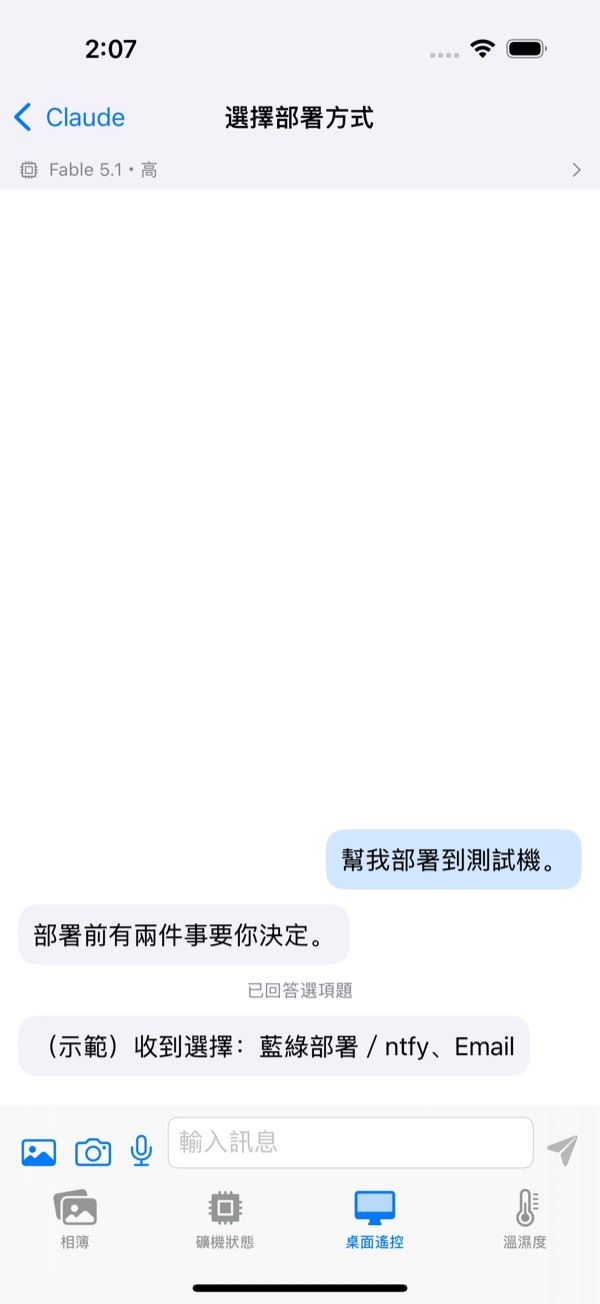 2:07
Claude
選擇部署方式
Fable 5.1・高
幫我部署到測試機。
部署前有兩件事要你決定。
已回答選項題
（示範）收到選擇：藍綠部署 / ntfy、Email
輸入訊息
相簿
礦機狀態
桌面遙控
溫濕度